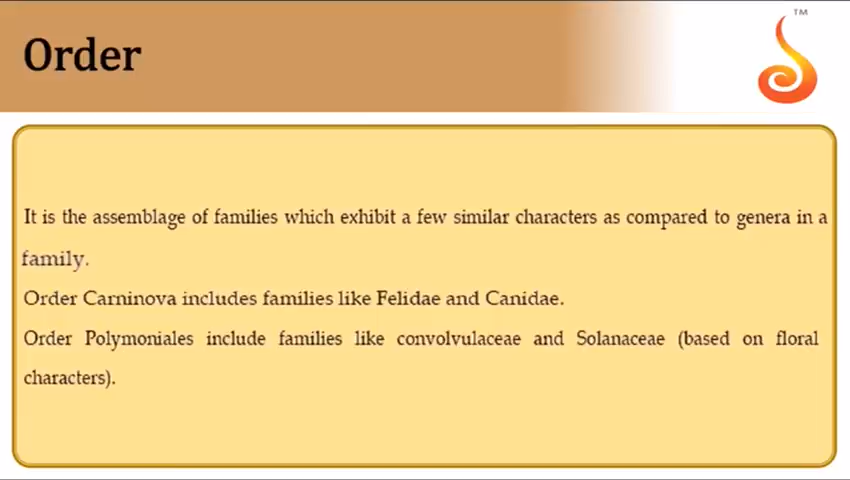 TM
Order
It is the assemblage of families which exhibit a few similar characters as compared to genera in a
family.
Order Carninova includes families like Felidae and Canidae.
Order Polymoniales include families like convolvulaceae and Solanaceae (based on floral
characters).